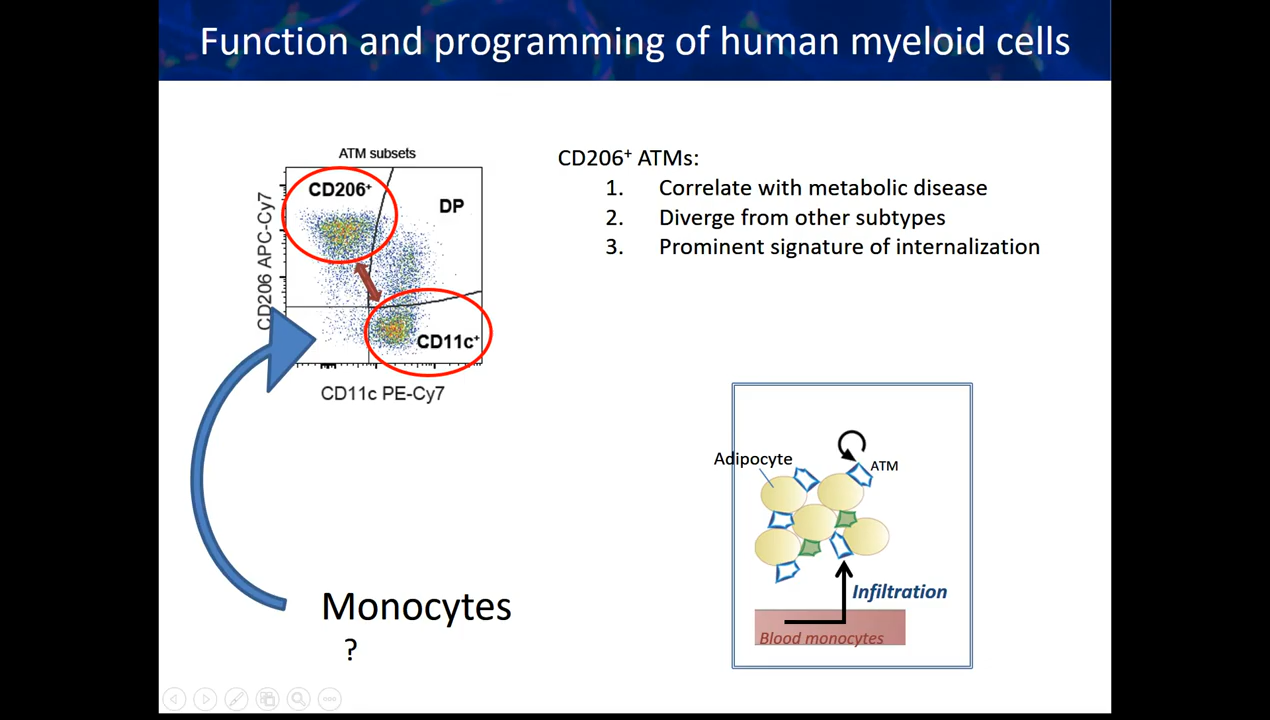 Function and programming of human myeloid cells
ATM subsets
CD206⁺
DP
CD206 APC-Cy7
CD11c⁺
CD11c PE-Cy7
CD206⁺ ATMs:
1. Correlate with metabolic disease
2. Diverge from other subtypes
3. Prominent signature of internalization
Adipocyte
ATM
Infiltration
Blood monocytes
Monocytes
?